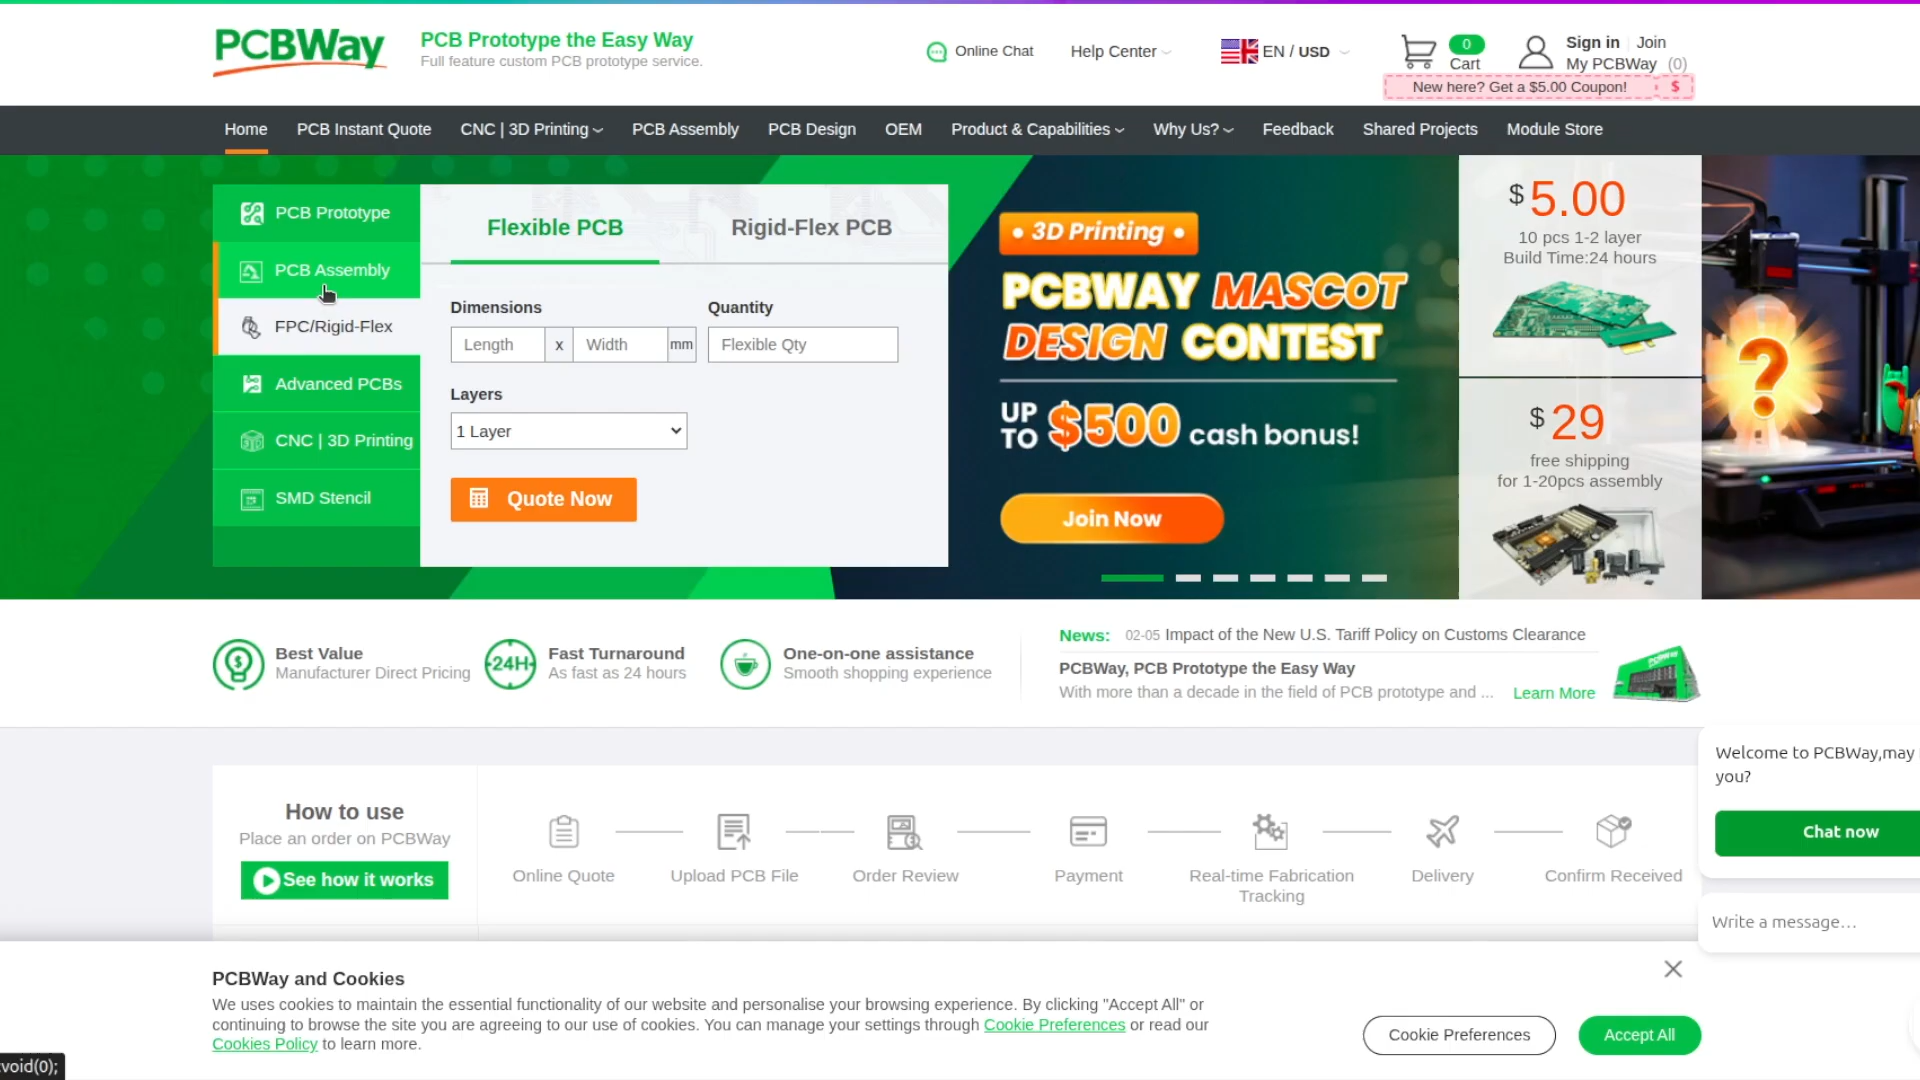 PCBWay
PCB Prototype the Easy Way
Full feature custom PCB prototype service.
Online Chat
Help Center
EN / USD
0
Cart
Sign in
Join
My PCBWay (0)
New here? Get a $5.00 Coupon!
$
Home
PCB Instant Quote
CNC | 3D Printing
PCB Assembly
PCB Design
OEM
Product & Capabilities
Why Us?
Feedback
Shared Projects
Module Store
PCB Prototype
PCB Assembly
FPC/Rigid-Flex
Advanced PCBs
CNC | 3D Printing
SMD Stencil
Flexible PCB
Rigid-Flex PCB
Dimensions
Quantity
Length
x
Width
mm
Flexible Qty
Layers
1 Layer
Quote Now
• 3D Printing •
PCBWAY MASCOT
DESIGN CONTEST
UP TO $500 cash bonus!
Join Now
$5.00
10 pcs 1-2 layer
Build Time:24 hours
$29
free shipping
for 1-20pcs assembly
?
Best Value
Manufacturer Direct Pricing
24H
Fast Turnaround
As fast as 24 hours
One-on-one assistance
Smooth shopping experience
News: 02-05 Impact of the New U.S. Tariff Policy on Customs Clearance
PCBWay, PCB Prototype the Easy Way
With more than a decade in the field of PCB prototype and ... Learn More
How to use
Place an order on PCBWay
See how it works
Online Quote
Upload PCB File
Order Review
Payment
Real-time Fabrication
Tracking
Delivery
Confirm Received
Welcome to PCBWay,may
you?
Chat now
Write a message…
PCBWay and Cookies
We uses cookies to maintain the essential functionality of our website and personalise your browsing experience. By clicking "Accept All" or
continuing to browse the site you are agreeing to our use of cookies. You can manage your settings through Cookie Preferences or read our
Cookies Policy to learn more.
Cookie Preferences
Accept All
void(0);